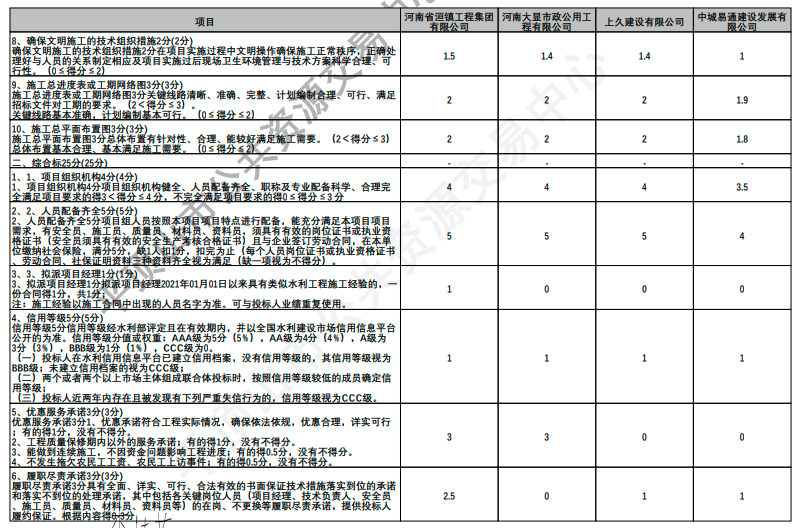 项目 河南省洹镇工程集团有限公司 河南大昱市政公用工程有限公司 上久建设有限公司 中城易通建设发展有限公司
8、确保文明施工的技术组织措施2分(2分)
确保文明施工的技术组织措施2分在项目实施过程中文明操作确保施工正常秩序，正确处
理好与人员的关系制定相应及项目实施过后现场卫生环境管理与技术方案科学合理、可
行性。（0≤得分≤2）
1.5 1.4 1.4 1
9、施工总进度表或工期网络图3分(3分)
施工总进度表或工期网络图3分关键线路清晰、准确、完整、计划编制合理、可行、满足
招标文件对工期的要求。（2＜得分≤3）。
关键线路基本准确，计划编制基本可行。（0≤得分≤2）
2 2 2 1.9
10、施工总平面布置图3分(3分)
施工总平面布置图3分总体布置有针对性、合理、能较好满足施工需要。（2＜得分≤3）
总体布置基本合理、基本满足施工需要。（0≤得分≤2）
2 2 2 1.8
二、综合标25分(25分) - - - -
1、1、项目组织机构4分(4分)
1、项目组织机构4分项目组织机构健全、人员配备齐全、职称及专业配备科学、合理完
全满足项目要求的得3＜得分≤4 分，不完全满足项目要求的得0≤得分≤3 分
4 4 4 3.5
2、2、人员配备齐全5分(5分)
2、人员配备齐全5分项目组人员按照本项目项目特点进行配备，能充分满足本项目项目
需求，有安全员、施工员、质量员、材料员、资料员，须具有有效的岗位证书或执业资
格证书（安全员须具有有效的安全生产考核合格证书）且与企业签订劳动合同，在本单
位缴纳社会保险，满分5分，缺1人扣1分，扣完为止（每个人员岗位证书或执业资格证书
、劳动合同、社保证明资料三种资料齐全视为满足（缺一项视为不得分）。
5 5 5 4
3、3、拟派项目经理1分(1分)
3、拟派项目经理1分拟派项目经理2021年01月01日以来具有类似水利工程施工经验的，一
份合同得1分，共1分；
注：施工经验以施工合同中出现的人员名字为准。可与投标人业绩重复使用。
1 0 0 0
4、信用等级5分(5分)
信用等级5分信用等级经水利部评定且在有效期内，并以全国水利建设市场信用信息平台
公开的为准。信用等级分值或权重：AAA级为5分（5%），AA级为4分（4%），A级为
3分（3%），BBB级为1分（1%），CCC级为0。
（一）投标人在水利信用信息平台已建立信用档案，没有信用等级的，其信用等级视为
BBB级；未建立信用档案的视为CCC级；
（二）两个或者两个以上市场主体组成联合体投标时，按照信用等级较低的成员确定信
用等级；
（三）投标人近两年内存在且被发现有下列严重失信行为的，信用等级视为CCC级。
1 1 1 1
5、优惠服务承诺3分(3分)
优惠服务承诺3分1、优惠承诺符合工程实际情况，确保依法依规，优惠合理，详实可行
；有的得1分，没有不得分。
2、工程质量保修期内以外的服务承诺；有的得1分，没有不得分。
3、能做到连续施工，不因资金问题影响工程进度；有的得0.5分，没有不得分。
4、不发生拖欠农民工工资、农民工上访事件；有的得0.5分，没有不得分。
3 3 0 0
6、履职尽责承诺3分(3分)
履职尽责承诺3分具有全面、详实、可行、合法有效的书面保证技术措施落实到位的承诺
和落实不到位的处理承诺，其中包括各关键岗位人员（项目经理、技术负责人、安全员
、施工员、质量员、材料员、资料员等）的在岗、不更换等履职尽责承诺，提供投标人
履约保证。根据内容得0-3分
2.5 0 1 1